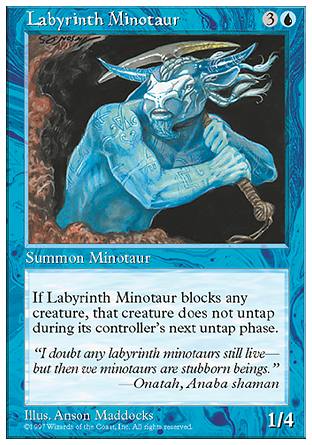 Labyrinth Minotaur 3
Summon Minotaur
If Labyrinth Minotaur blocks any
creature, that creature does not untap
during its controller's next untap phase.
"I doubt any labyrinth minotaurs still live—
but then we minotaurs are stubborn beings."
—Onatah, Anaba shaman
Illus. Anson Maddocks
©1997 Wizards of the Coast, Inc. All rights reserved.
1/4